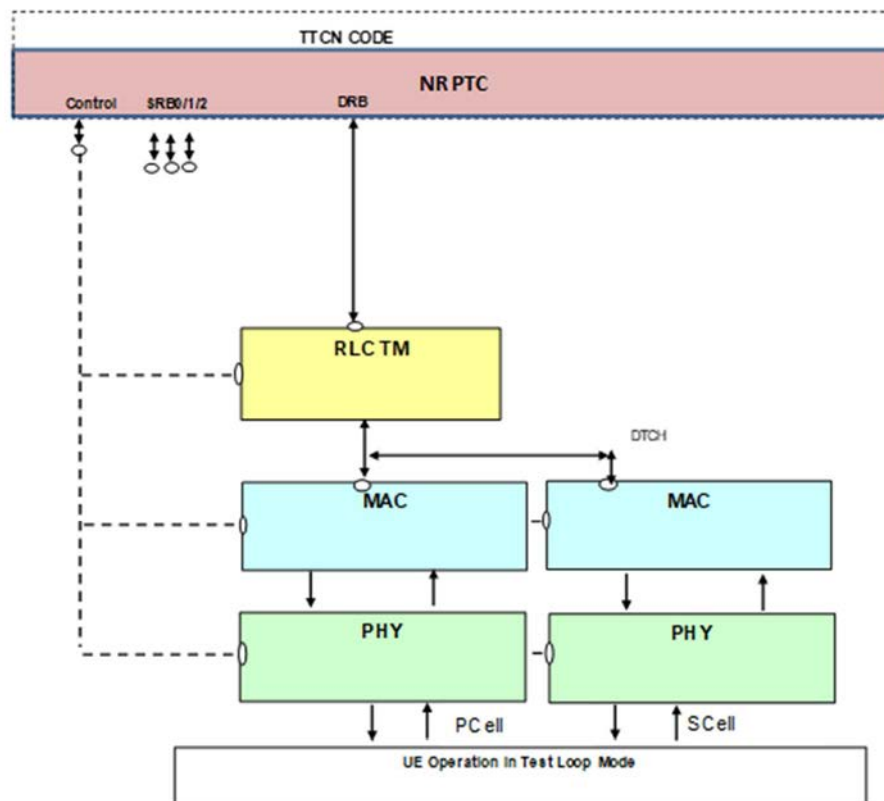 TTCN CODE
NR PTC
Control SRB0/1/2 DRB
RLC TM
DTCH
MAC MAC
PHY PHY
PCell SCell
UE Operation in Test Loop Mode